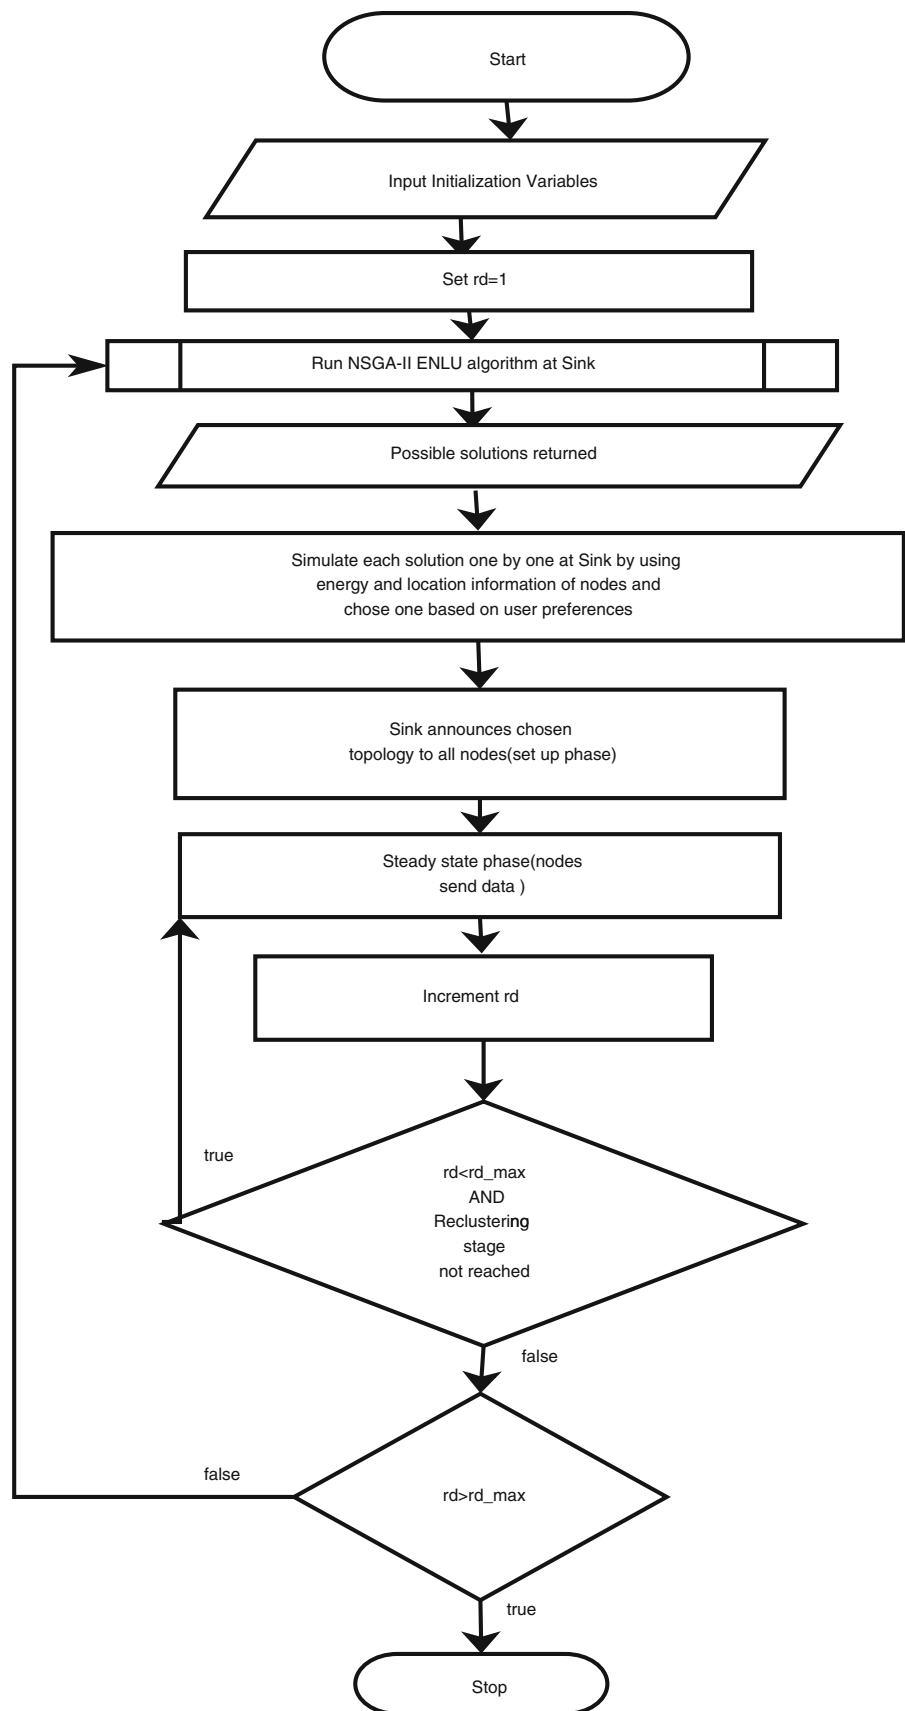 Start
Input Initialization Variables
Set rd=1
Run NSGA-II ENLU algorithm at Sink
Possible solutions returned
Simulate each solution one by one at Sink by using
energy and location information of nodes and
chose one based on user preferences
Sink announces chosen
topology to all nodes(set up phase)
Steady state phase(nodes
send data )
Increment rd
true
rd<rd_max
AND
Reclustering
stage
not reached
false
false
rd>rd_max
true
Stop